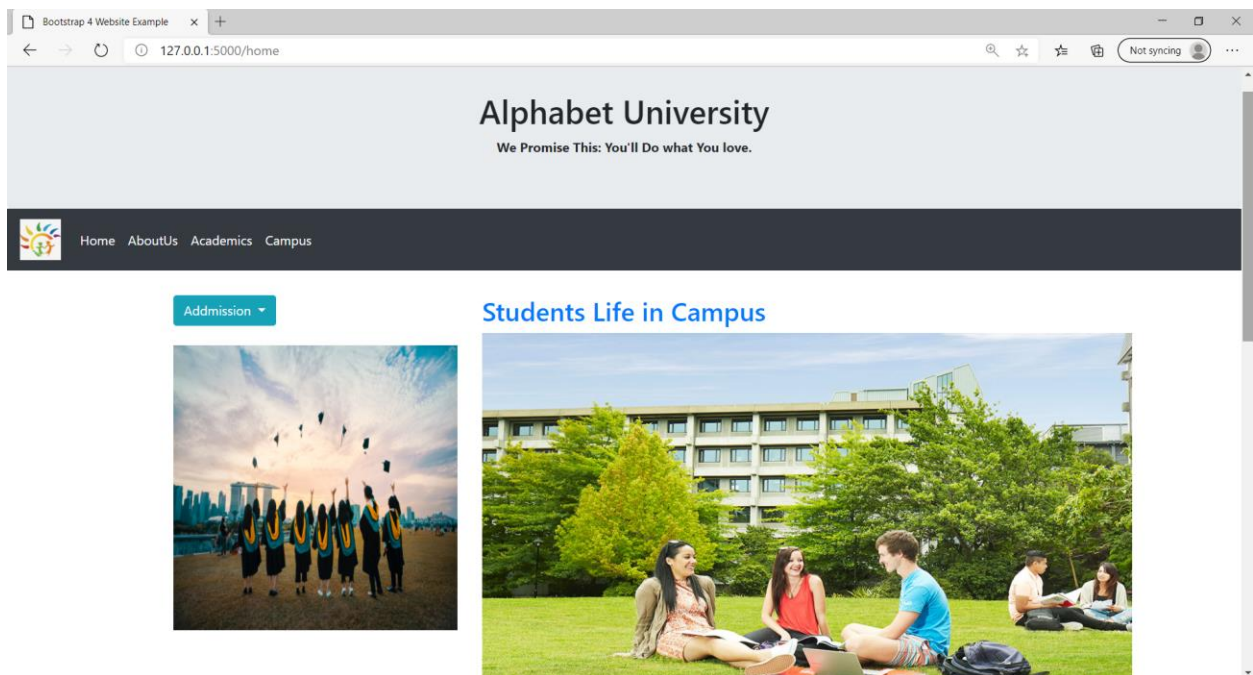 Bootstrap 4 Website Example
127.0.0.1:5000/home
Not syncing
Alphabet University
We Promise This: You'll Do what You love.
Home AboutUs Academics Campus
Addmission
Students Life in Campus